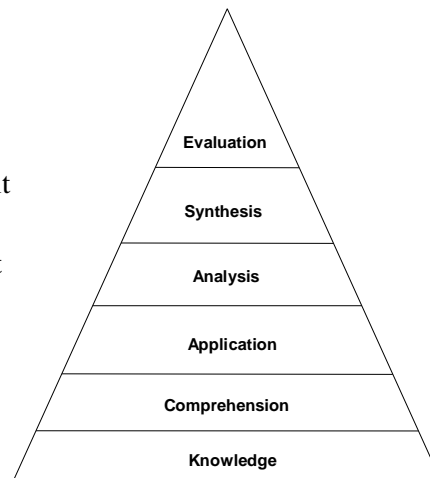 Evaluation
Synthesis
Analysis
Application
Comprehension
Knowledge